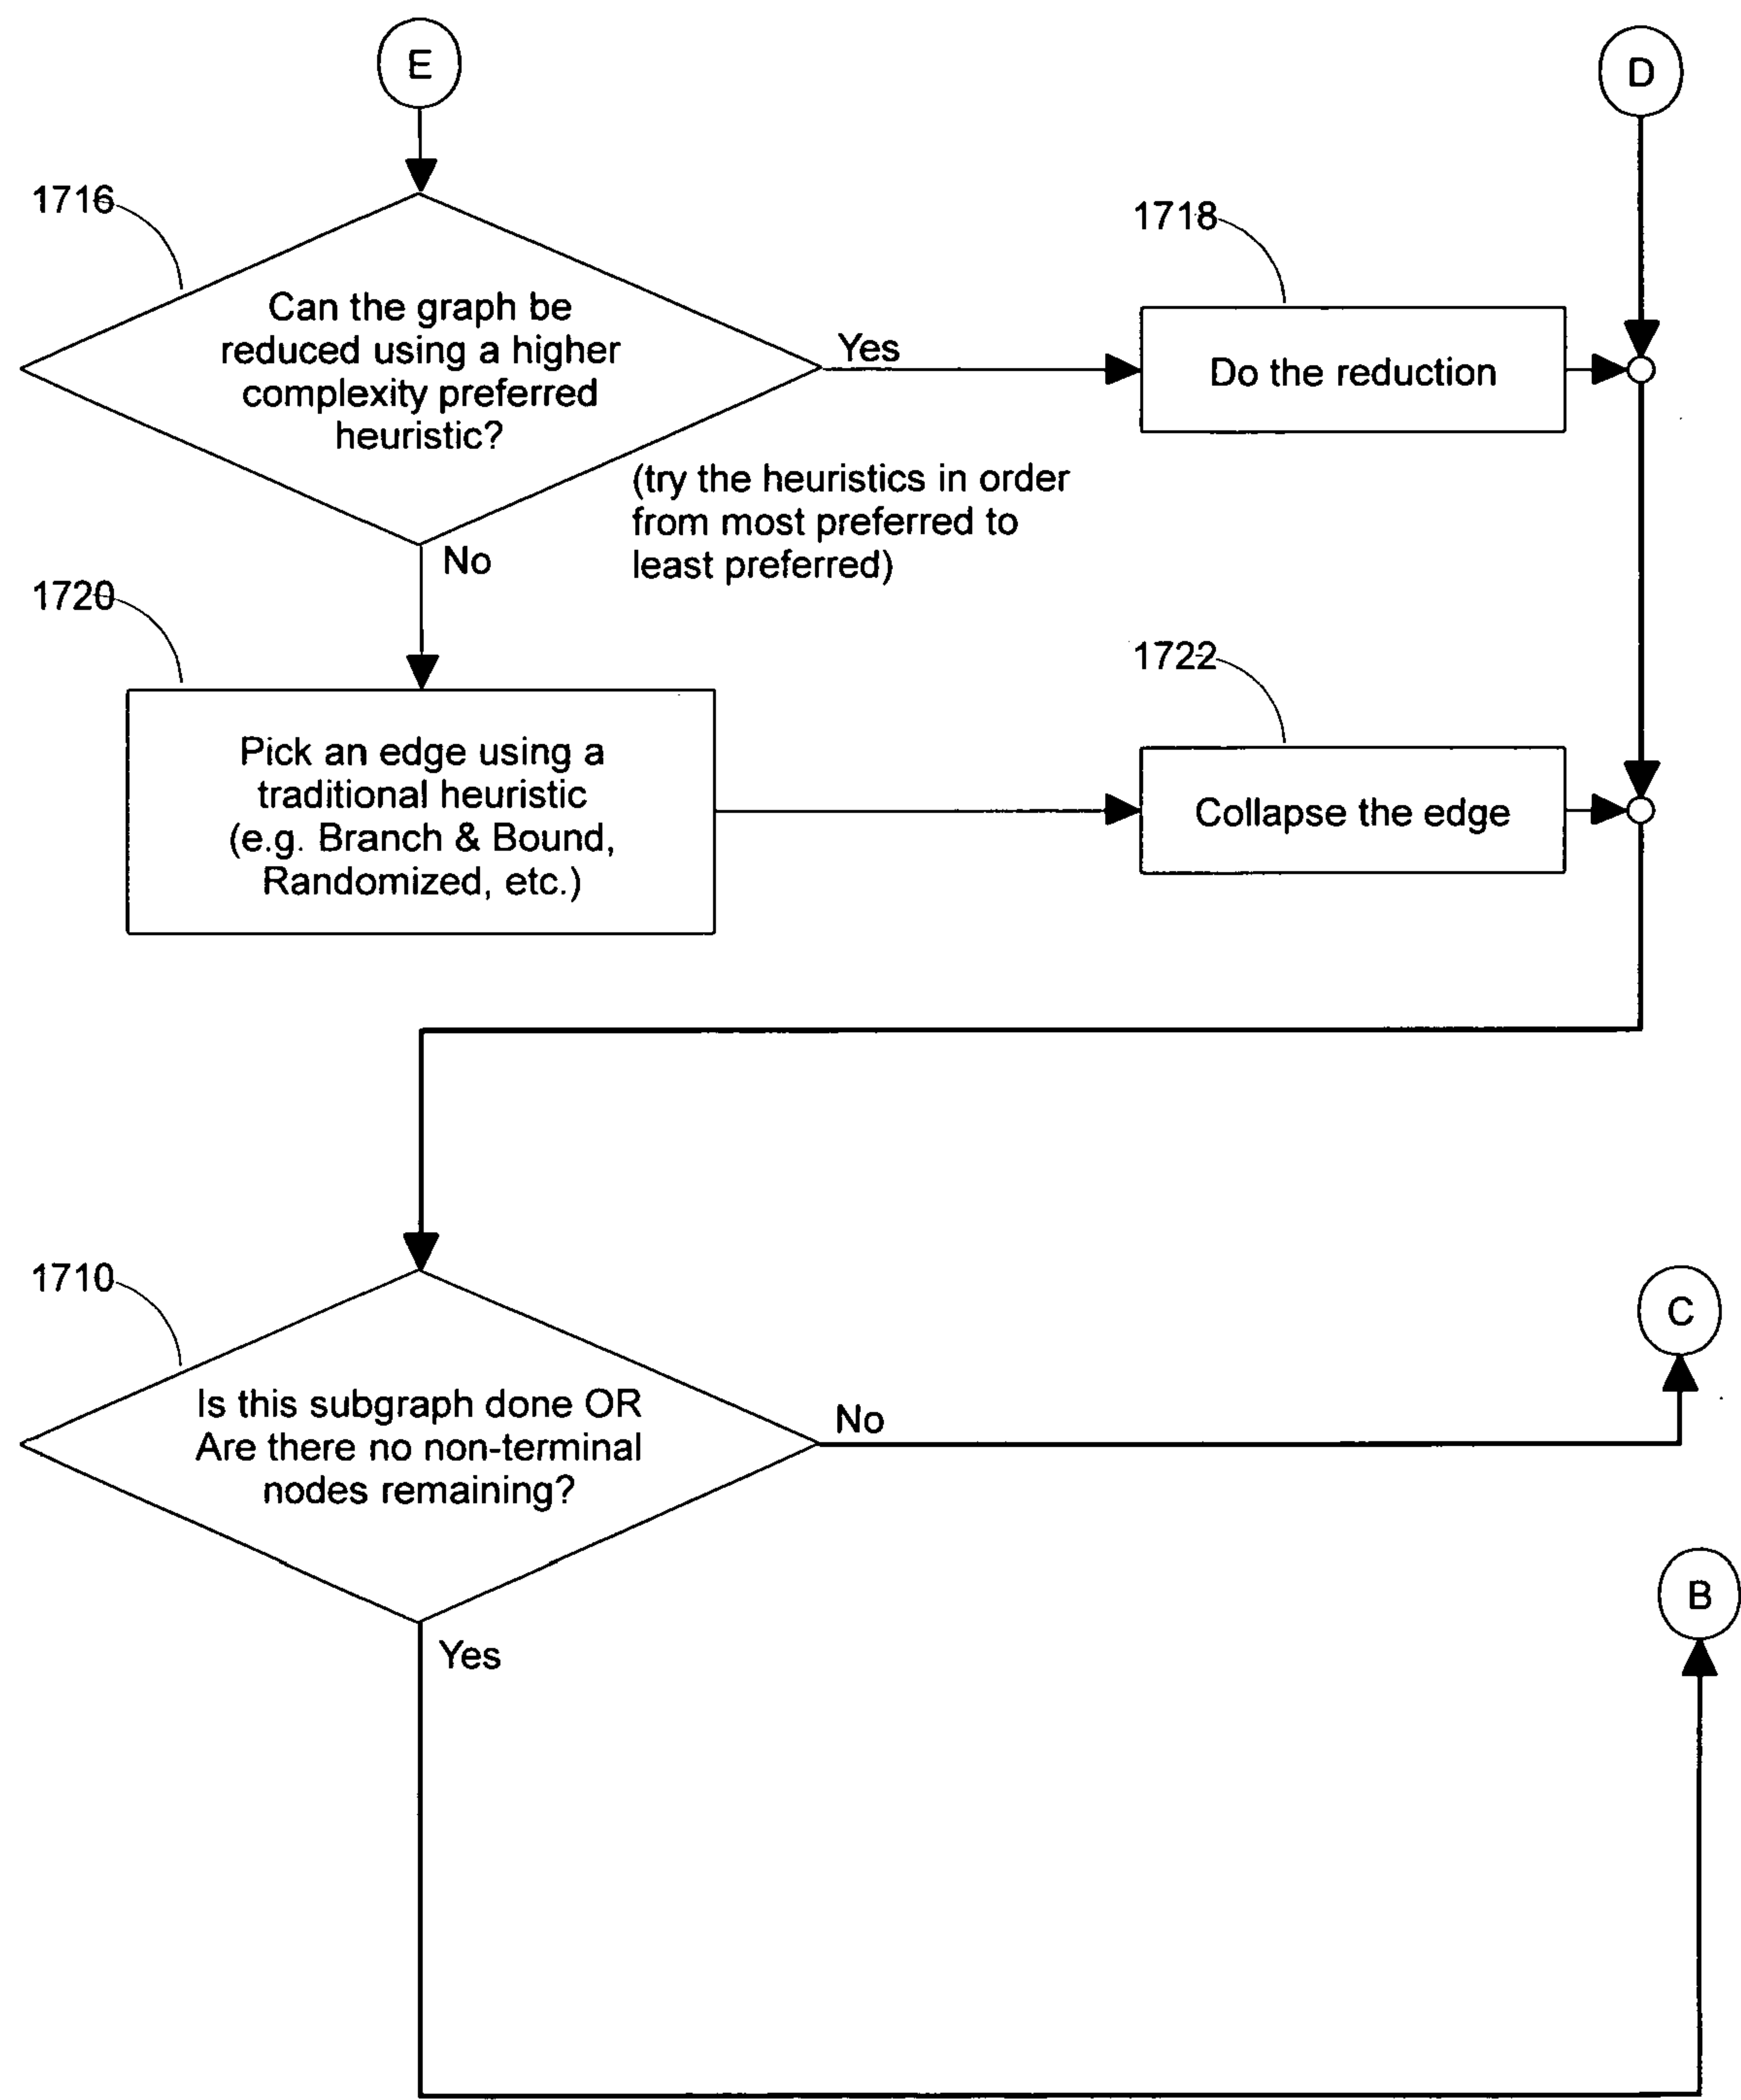 E
D
1716
1718
Can the graph be
reduced using a higher
complexity preferred
heuristic?
Yes
Do the reduction
(try the heuristics in order
from most preferred to
least preferred)
No
1720
1722
Pick an edge using a
traditional heuristic
(e.g. Branch & Bound,
Randomized, etc.)
Collapse the edge
1710
C
Is this subgraph done OR
Are there no non-terminal
nodes remaining?
No
B
Yes